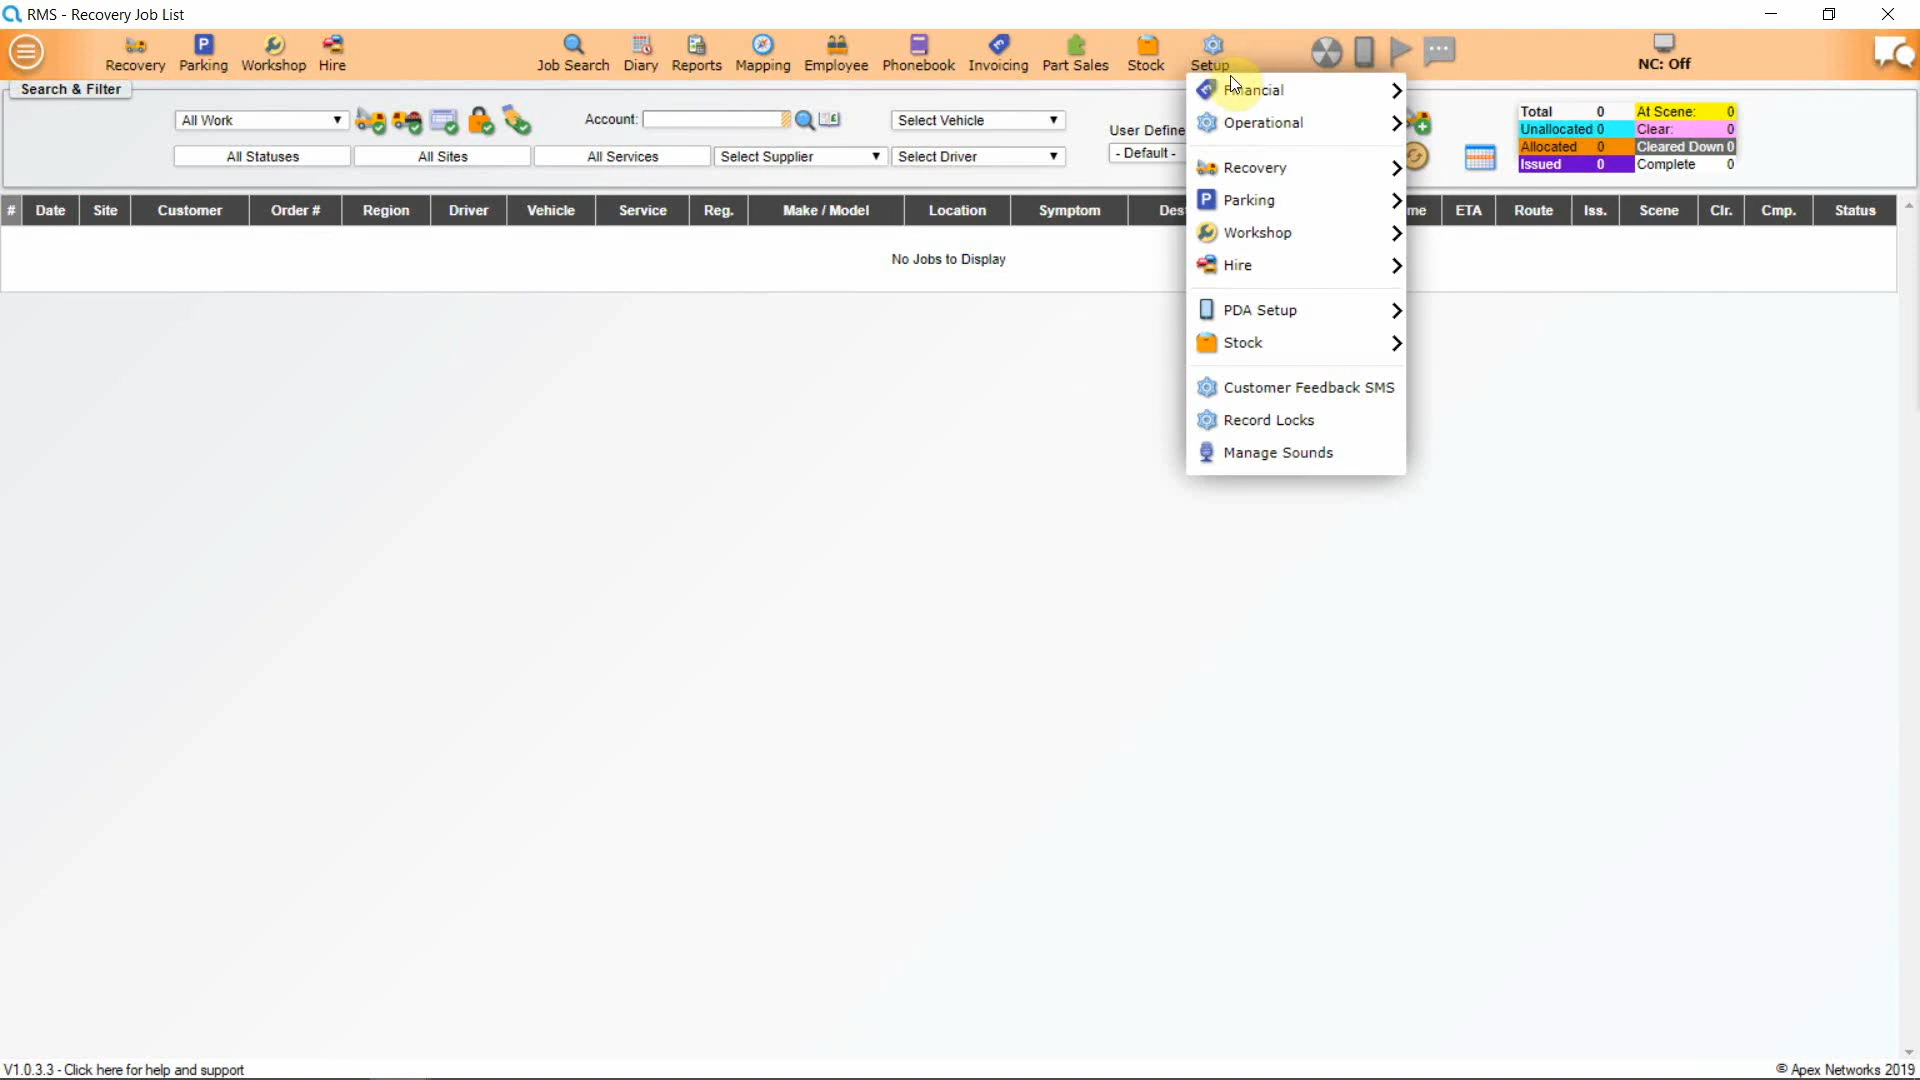 RMS - Recovery Job List
Recovery Parking Workshop Hire Job Search Diary Reports Mapping Employee Phonebook Invoicing Part Sales Stock Setup NC: Off
Search & Filter
All Work Account: Select Vehicle User Define
All Statuses All Sites All Services Select Supplier Select Driver - Default -
Total 0 At Scene: 0
Unallocated 0 Clear: 0
Allocated 0 Cleared Down 0
Issued 0 Complete 0
# Date Site Customer Order # Region Driver Vehicle Service Reg. Make / Model Location Symptom Des me ETA Route Iss. Scene Clr. Cmp. Status
No Jobs to Display
Financial
Operational
Recovery
Parking
Workshop
Hire
PDA Setup
Stock
Customer Feedback SMS
Record Locks
Manage Sounds
V1.0.3.3 - Click here for help and support
© Apex Networks 2019